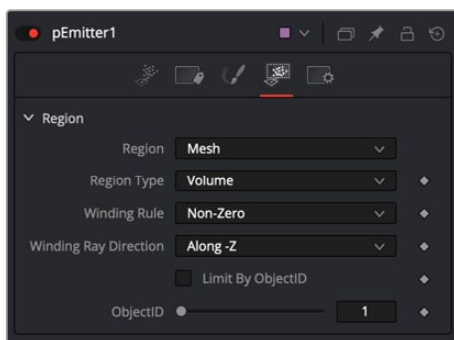 pEmitter1
Region
Region Mesh
Region Type Volume
Winding Rule Non-Zero
Winding Ray Direction Along -Z
Limit By ObjectID
ObjectID 1